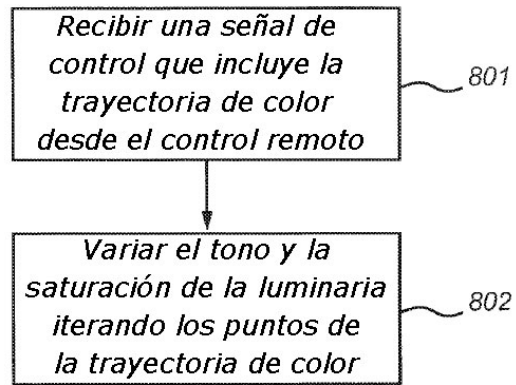 Recibir una señal de
control que incluye la
trayectoria de color
desde el control remoto
801
Variar el tono y la
saturación de la luminaria
iterando los puntos de
la trayectoria de color
802